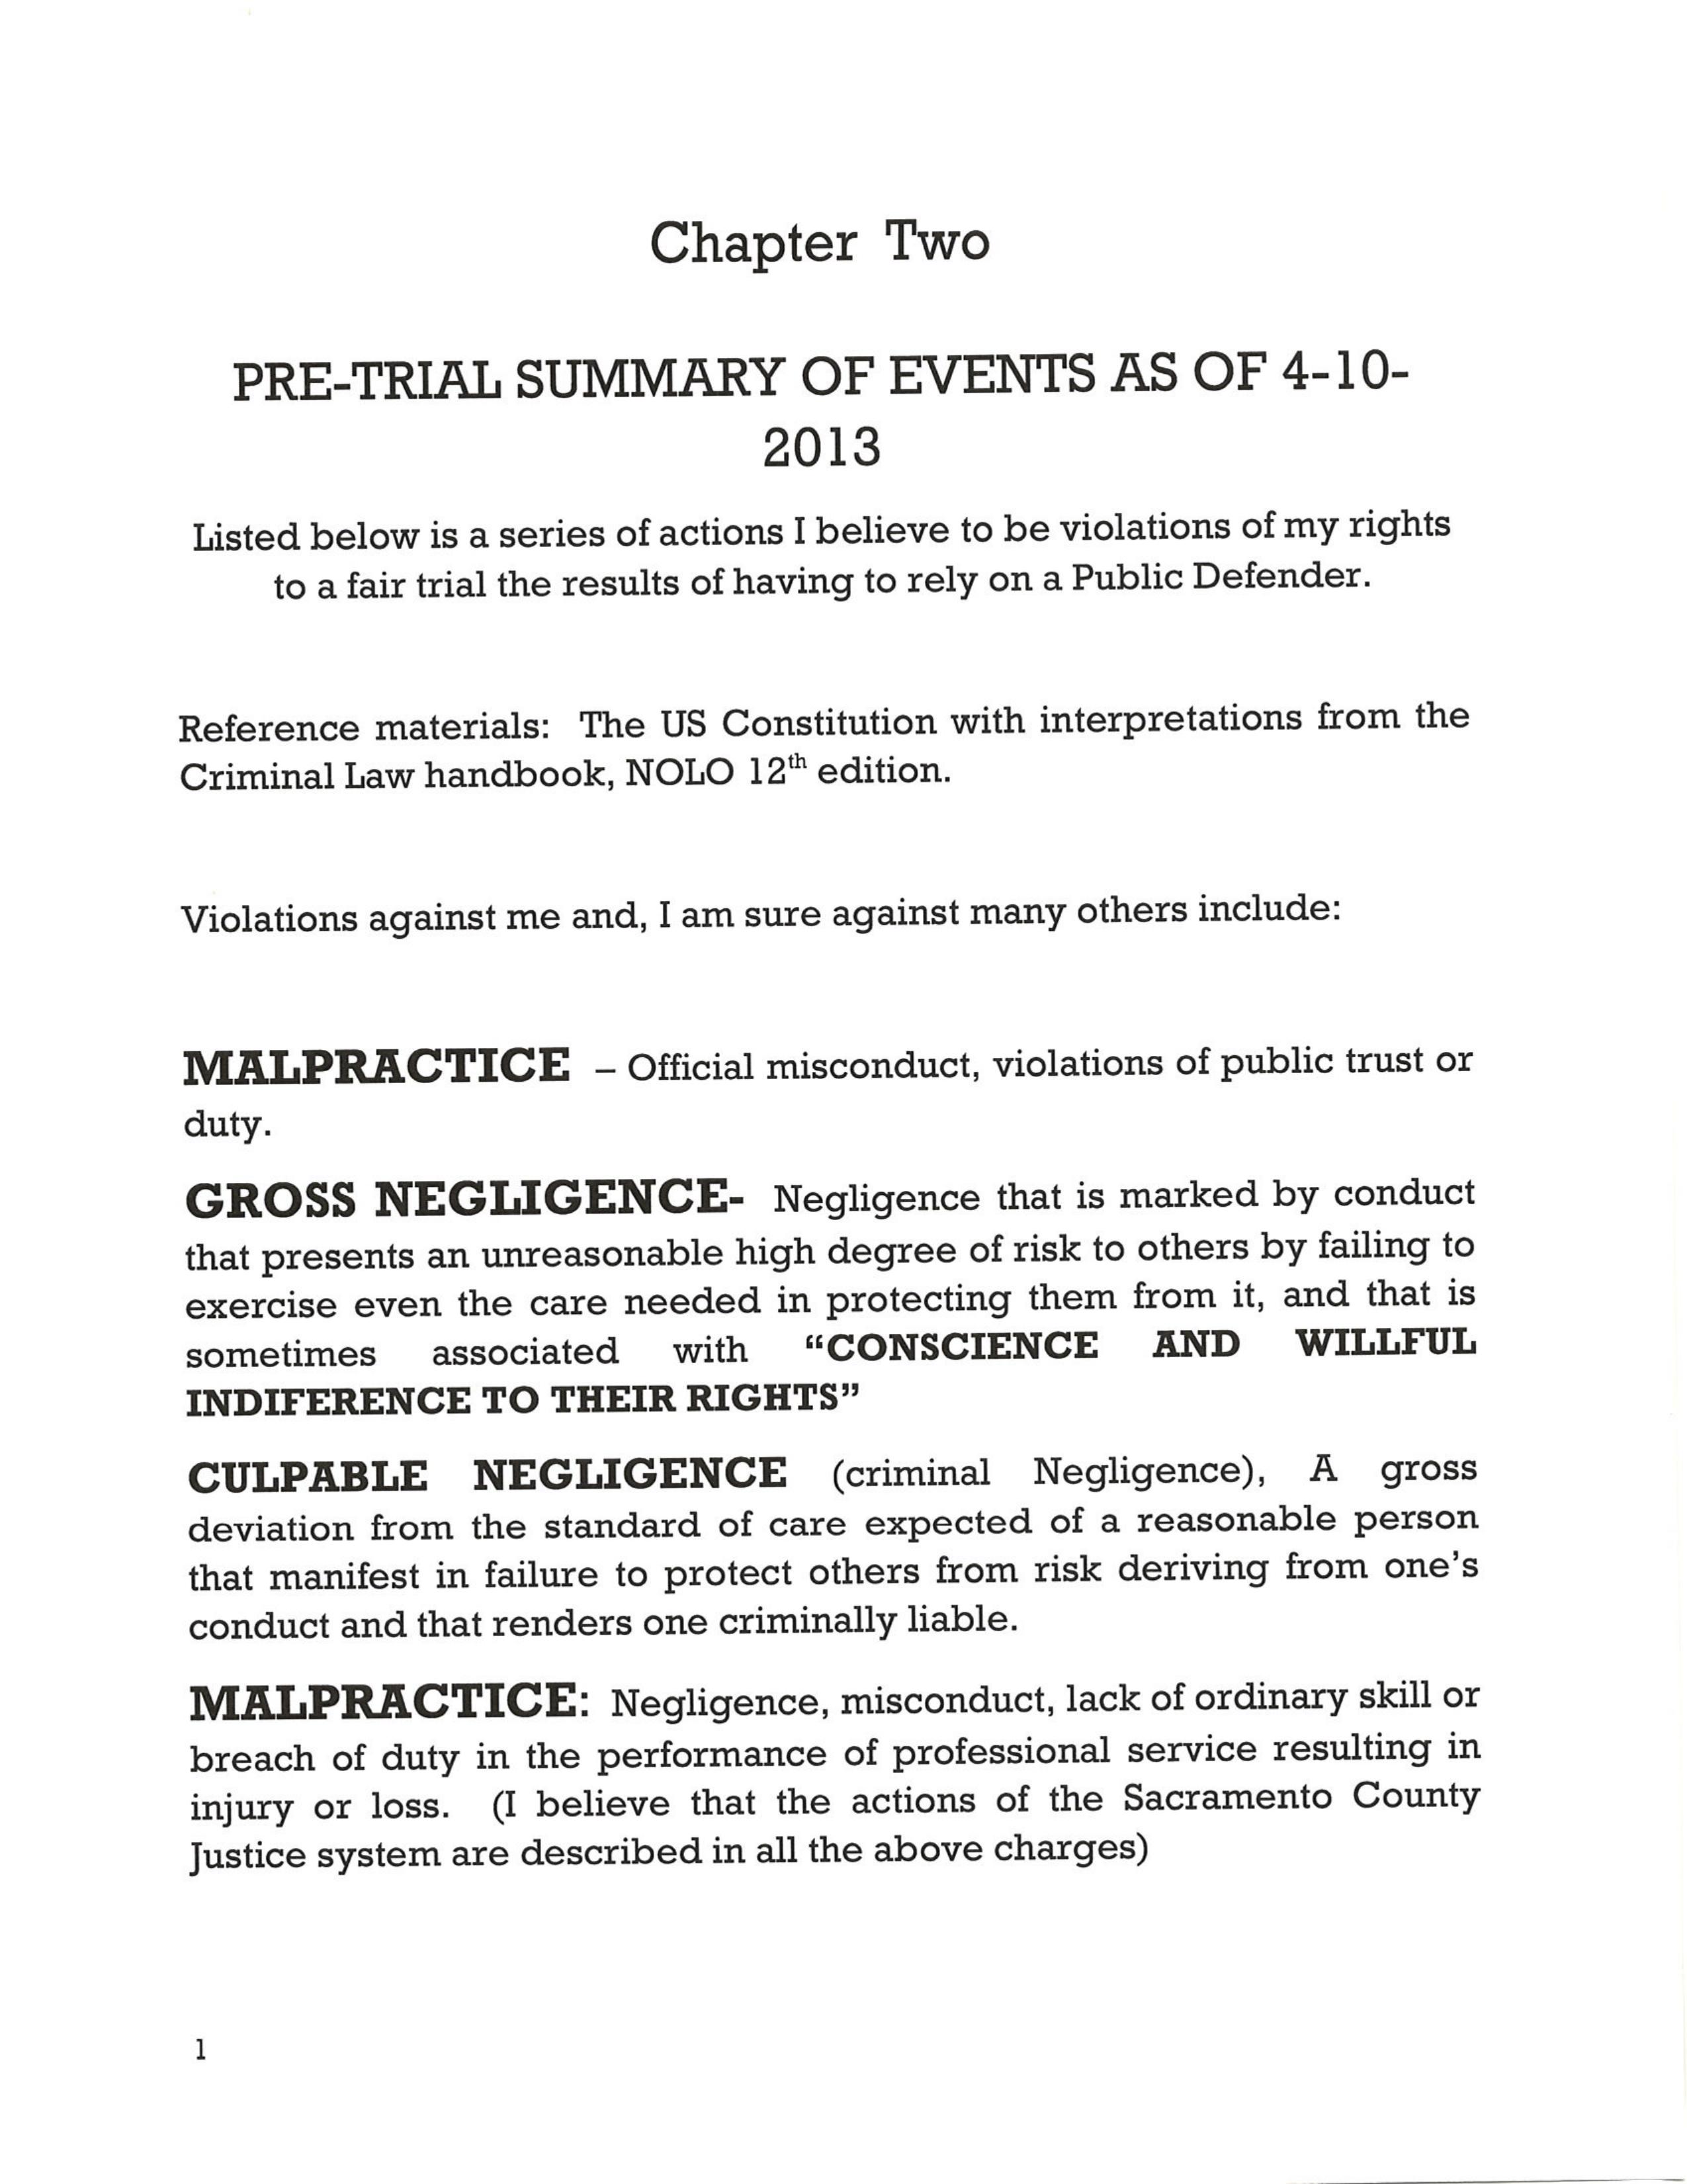 Chapter Two
PRE-TRIAL SUMMARY OF EVENTS AS OF 4-10-
2013
Listed below is a series of actions I believe to be violations of my rights
to a fair trial the results of having to rely on a Public Defender.
Reference materials: The US Constitution with interpretations from the
Criminal Law handbook, NOLO 12th edition.
Violations against me and, I am sure against many others include:
MALPRACTICE – Official misconduct, violations of public trust or
duty.
GROSS NEGLIGENCE- Negligence that is marked by conduct
that presents an unreasonable high degree of risk to others by failing to
exercise even the care needed in protecting them from it, and that is
sometimes associated with “CONSCIENCE AND WILLFUL
INDIFERENCE TO THEIR RIGHTS”
CULPABLE NEGLIGENCE (criminal Negligence), A gross
deviation from the standard of care expected of a reasonable person
that manifest in failure to protect others from risk deriving from one’s
conduct and that renders one criminally liable.
MALPRACTICE: Negligence, misconduct, lack of ordinary skill or
breach of duty in the performance of professional service resulting in
injury or loss. (I believe that the actions of the Sacramento County
Justice system are described in all the above charges)
1